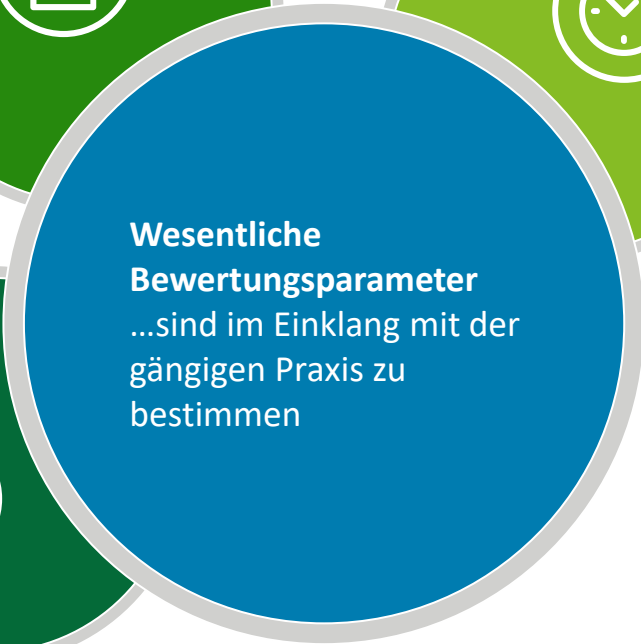 Wesentliche
Bewertungsparameter
…sind im Einklang mit der
gängigen Praxis zu
bestimmen